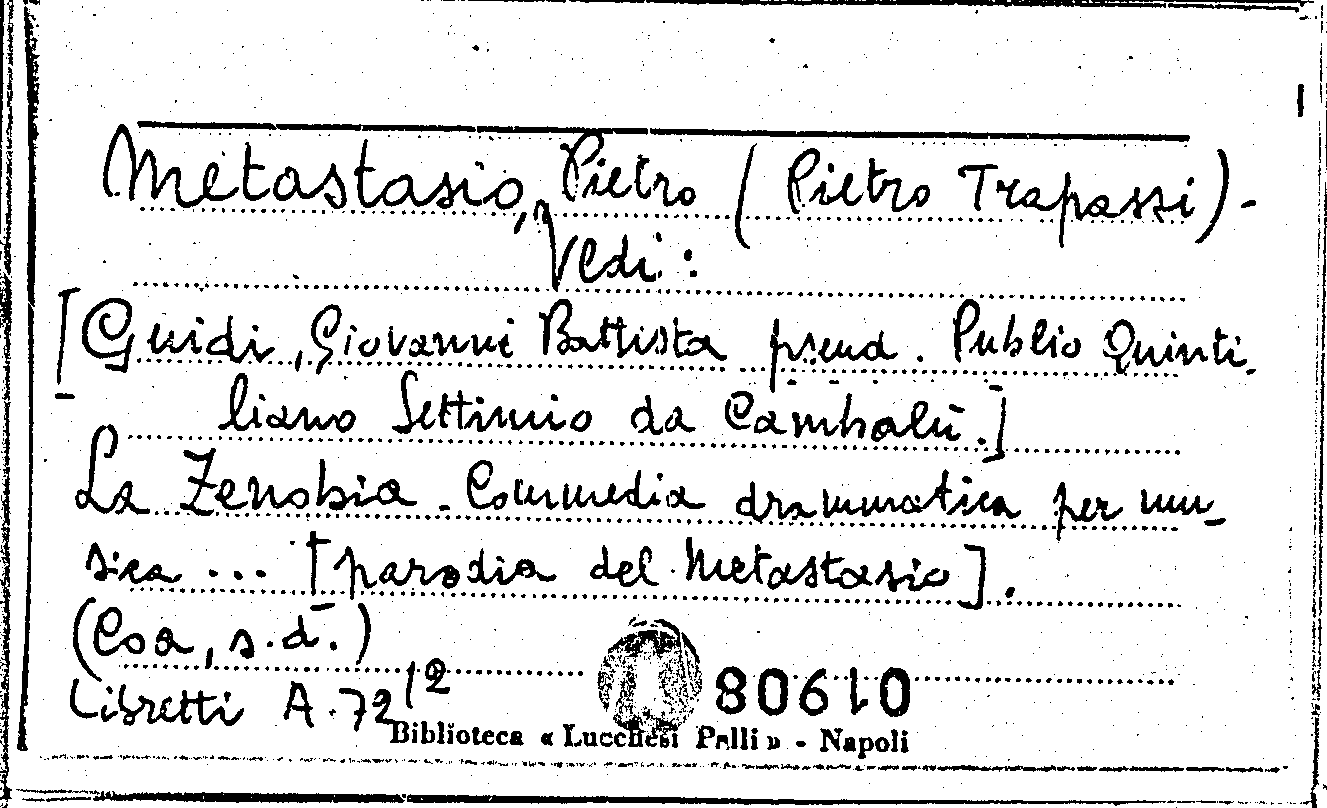 Metastasio, Pietro (Pietro Trapassi) -
Vedi:
[Guidi, Giovanni Battista pseud. Publio Quinti-
liano Settimio da Cambalù.]
La Zenobia - Commedia drammatica per mu-
sica ... [parodia del Metastasio].
(Coa, s.d.)
Libretti A.72/2
80610
Biblioteca « Lucchesi Palli » - Napoli